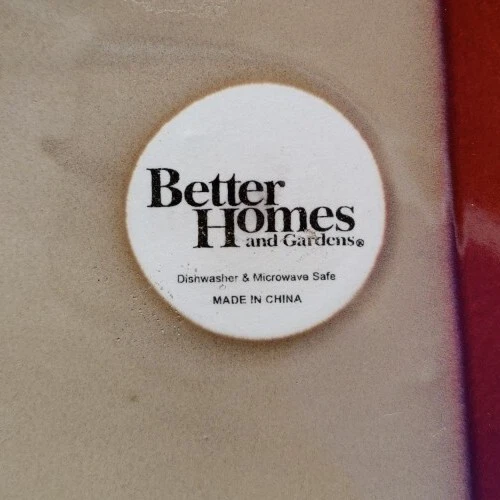 Better
Homes
and Gardens®
Dishwasher & Microwave Safe
MADE IN CHINA